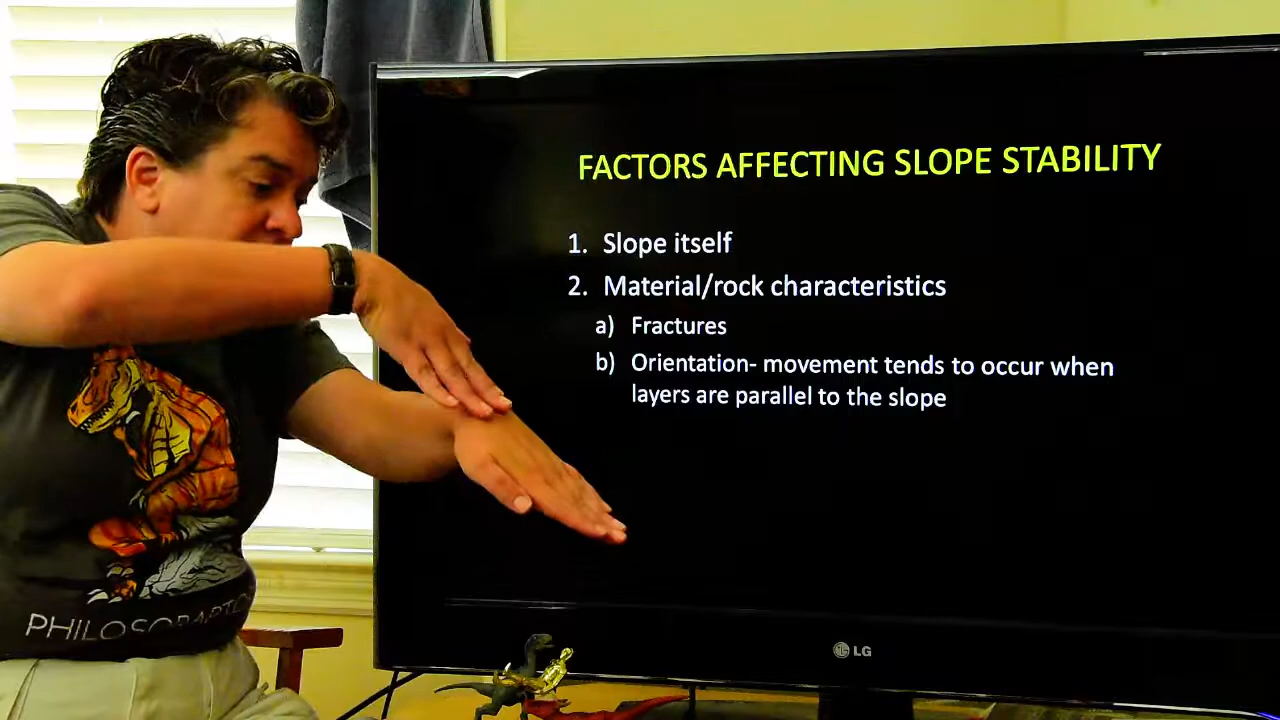 FACTORS AFFECTING SLOPE STABILITY
1. Slope itself
2. Material/rock characteristics
a) Fractures
b) Orientation- movement tends to occur when
layers are parallel to the slope
PHILOSORAPTOR
LG